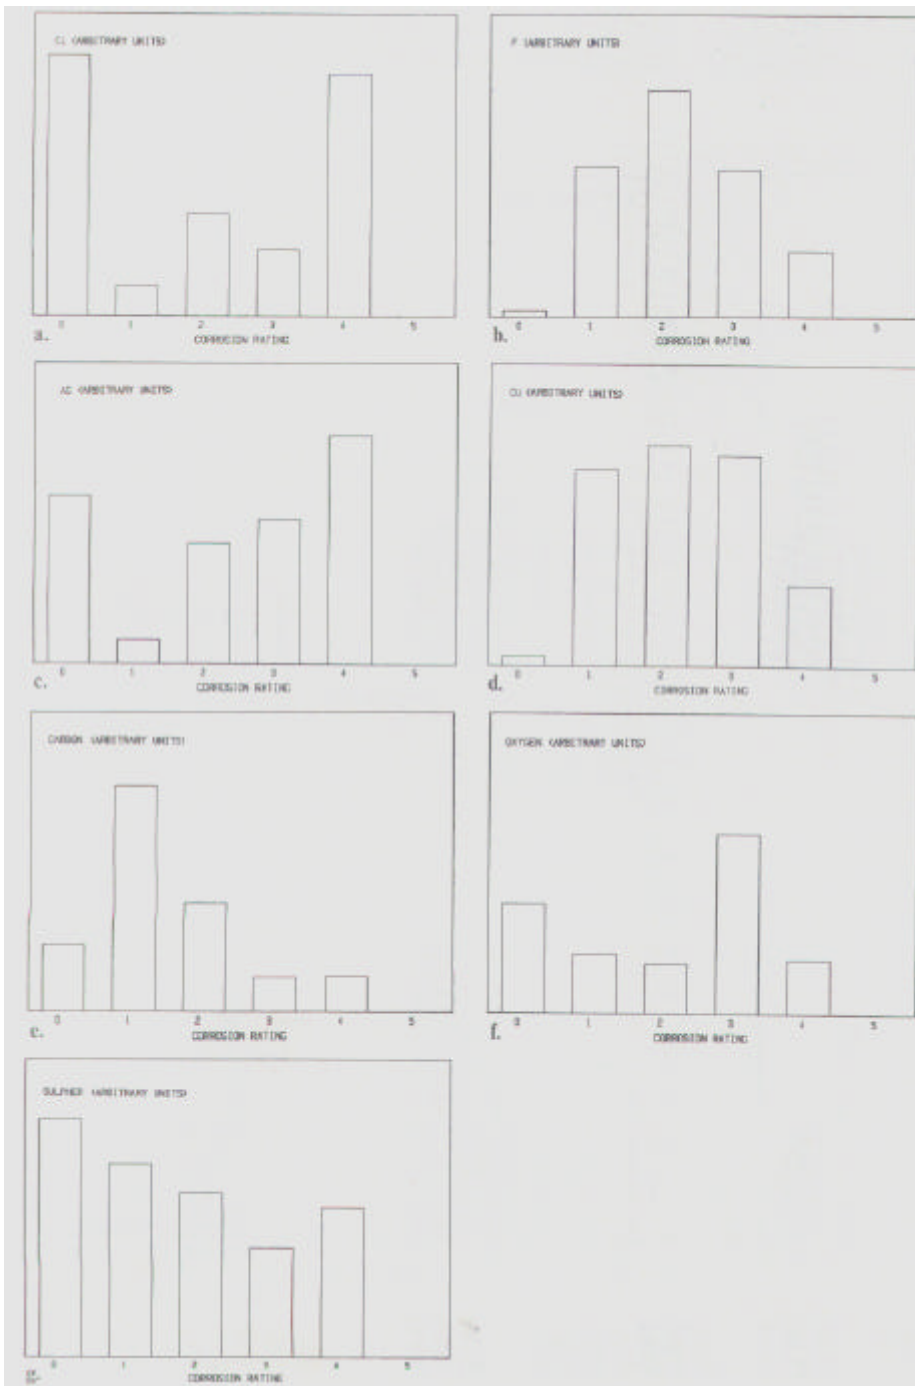 CL (ARBITRARY UNITS)
0 1 2 3 4 5
a.
CORROSION RATING
F (ARBITRARY UNITS)
0 1 2 3 4 5
b.
CORROSION RATING
AG (ARBITRARY UNITS)
0 1 2 3 4 5
c.
CORROSION RATING
CU (ARBITRARY UNITS)
0 1 2 3 4 5
d.
CORROSION RATING
CARBON (ARBITRARY UNITS)
0 1 2 3 4 5
e.
CORROSION RATING
OXYGEN (ARBITRARY UNITS)
0 1 2 3 4 5
f.
CORROSION RATING
(ARBITRARY UNITS)
0 1 2 3 4 5
CORROSION RATING